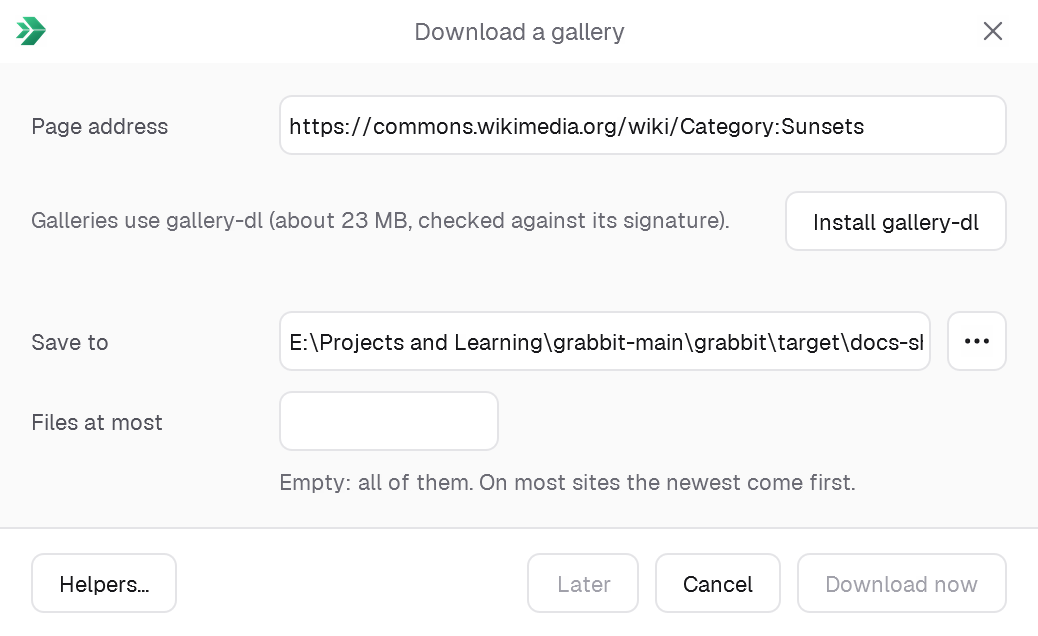 Download a gallery
Page address
https://commons.wikimedia.org/wiki/Category:Sunsets
Galleries use gallery-dl (about 23 MB, checked against its signature).
Install gallery-dl
Save to
E:\Projects and Learning\grabbit-main\grabbit\target\docs-sl
...
Files at most
Empty: all of them. On most sites the newest come first.
Helpers...
Later
Cancel
Download now